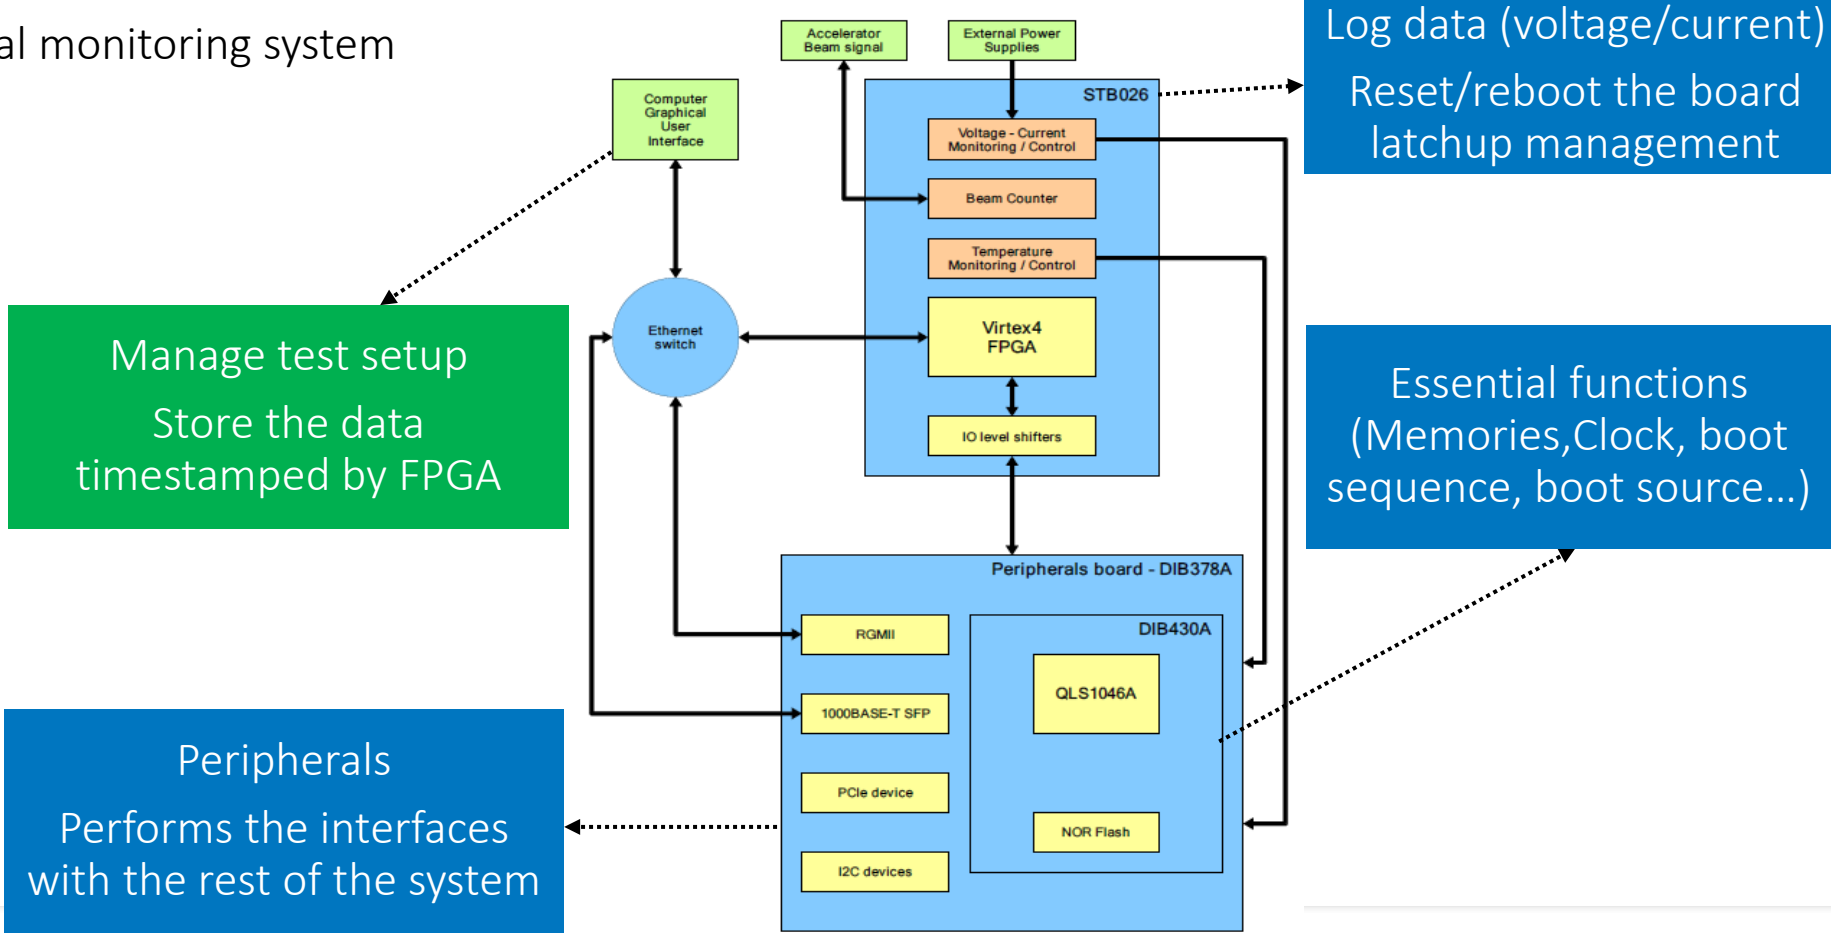 al monitoring system
Accelerator
Beam signal
External Power
Supplies
Log data (voltage/current)
Reset/reboot the board
latchup management
Computer
Graphical
User
Interface
STB026
Voltage - Current
Monitoring / Control
Beam Counter
Temperature
Monitoring / Control
Virtex4
FPGA
IO level shifters
Ethernet
switch
Manage test setup
Store the data
timestamped by FPGA
Essential functions
(Memories,Clock, boot
sequence, boot source...)
Peripherals board - DIB378A
RGMII
1000BASE-T SFP
PCIe device
I2C devices
DIB430A
QLS1046A
NOR Flash
Peripherals
Performs the interfaces
with the rest of the system